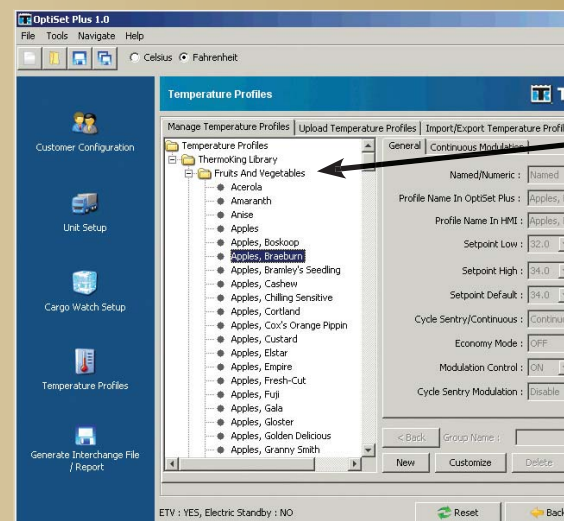 OptiSet Plus 1.0
File Tools Navigate Help
Celsius Fahrenheit
Temperature Profiles
Customer Configuration
Unit Setup
Cargo Watch Setup
Temperature Profiles
Generate Interchange File / Report
Manage Temperature Profiles Upload Temperature Profiles Import/Export Temperature Profil
Temperature Profiles
ThermoKing Library
Fruits And Vegetables
Acerola
Amaranth
Anise
Apples
Apples, Boskoop
Apples, Braeburn
Apples, Bramley's Seedling
Apples, Cashew
Apples, Chilling Sensitive
Apples, Cortland
Apples, Cox's Orange Pippin
Apples, Custard
Apples, Elstar
Apples, Empire
Apples, Fresh-Cut
Apples, Fuji
Apples, Gala
Apples, Gloster
Apples, Golden Delicious
Apples, Granny Smith
General Continuous Modulation
Named/Numeric : Named
Profile Name In OptiSet Plus : Apples,
Profile Name In HMI : Apples,
Setpoint Low : 32.0
Setpoint High : 34.0
Setpoint Default : 34.0
Cycle Sentry/Continuous : Continuo
Economy Mode : OFF
Modulation Control : ON
Cycle Sentry Modulation : Disable
< Back Group Name :
New Customize Delete
ETV : YES, Electric Standby : NO
Reset Back